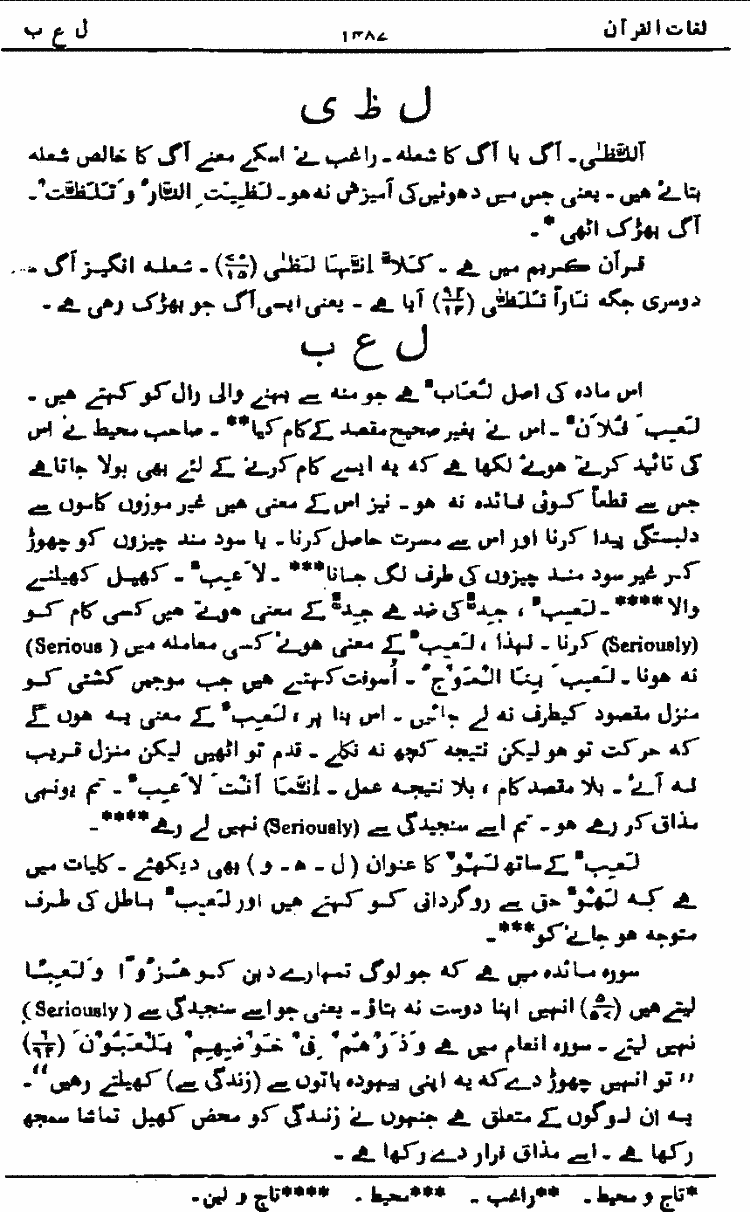 لغات القرآن ۱۳۸۷ ل ع ب
ل ظ ی
اَللَّظٰی۔ آگ یا آگ کا شعلہ۔ راغب نے اسکے معنے آگ کا خالص شعلہ
بتائے ہیں۔ یعنی جس میں دھوئیں کی آمیزش نہ ہو۔ لَظِیَتِ النَّارُ وَ تَلَظَّتْ۔
آگ بھڑک اٹھی *۔
قرآن کریم میں ہے۔ کَلَّا اِنَّہَا لَظٰی (۷۰/۱۵)۔ شعلہ انگیز آگ۔
دوسری جگہ نَاراً تَلَظّٰی (۹۲/۱۴) آیا ہے۔ یعنی ایسی آگ جو بھڑک رہی ہے۔
ل ع ب
اس مادہ کی اصل لُعَابٌ ہے جو منہ سے بہنے والی رال کو کہتے ہیں۔
لَعِبَ فُلَانٌ۔ اس نے بغیر صحیح مقصد کے کام کیا**۔ صاحب محیط نے اس
کی تائید کرتے ہوئے لکھا ہے کہ یہ ایسے کام کرنے کے لئے بھی بولا جاتا ہے
جس سے قطعاً کوئی فائدہ نہ ہو۔ نیز اس کے معنی ہیں غیر موزوں کاموں سے
دلبستگی پیدا کرنا اور اس سے مسرت حاصل کرنا۔ یا سود مند چیزوں کو چھوڑ
کر غیر سود مند چیزوں کی طرف لگ جانا***۔ لَاعِبٌ۔ کھیل کھیلنے
والا****۔ لَعِبٌ، جِدٌّ کی ضد ہے جِدٌّ کے معنی ہوتے ہیں کسی کام کو
(Seriously) کرنا۔ لہذا، لَعِبٌ کے معنی ہوئے کسی معاملہ میں (Serious)
نہ ہونا۔ لَعِبَ بِنَا الْمَوْجُ۔ اُسوقت کہتے ہیں جب موجیں کشتی کو
منزل مقصود کیطرف نہ لے جائیں۔ اس بنا پر، لَعِبٌ کے معنی یہ ہوں گے
کہ حرکت تو ہو لیکن نتیجہ کچھ نہ نکلے۔ قدم تو اٹھیں لیکن منزل قریب
نہ آئے۔ بلا مقصد کام، بلا نتیجہ عمل۔ اِنَّمَا اَنْتَ لَاعِبٌ۔ تم یونہی
مذاق کر رہے ہو۔ تم اسے سنجیدگی سے (Seriously) نہیں لے رہے****۔
لَعِبٌ کے ساتھ لَہْوٌ کا عنوان (ل - ہ - و) بھی دیکھئے۔ کلیات میں
ہے کہ لَہْوٌ حق سے روگردانی کو کہتے ہیں اور لَعِبٌ باطل کی طرف
متوجہ ہو جانے کو***۔
سورہ مائدہ میں ہے کہ جو لوگ تمہارے دین کو ہُزُوًا وَ لَعِبًا
لیتے ہیں (۵/۵۷) انہیں اپنا دوست نہ بناؤ۔ یعنی جو اسے سنجیدگی سے (Seriously)
نہیں لیتے۔ سورہ انعام میں ہے وَ ذَرْہُمْ فِیْ خَوْضِہِمْ یَلْعَبُوْنَ (۶/۹۲)
”تو انہیں چھوڑ دے کہ یہ اپنی بیہودہ باتوں سے (زندگی سے) کھیلتے رہیں“۔
یہ ان لوگوں کے متعلق ہے جنہوں نے زندگی کو محض کھیل تماشا سمجھ
رکھا ہے۔ اسے مذاق قرار دے رکھا ہے۔
*تاج و محیط۔ **راغب۔ ***محیط۔ ****تاج و لین۔